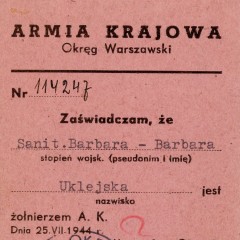 ARMIA KRAJOWA
Okręg Warszawski
Nr 114247
Zaświadczam, że
Sanit.Barbara - Barbara
stopień wojsk. (pseudonim i imię)
Uklejska jest
nazwisko
żołnierzem A. K.
Dnia 25.VII.1944 r.